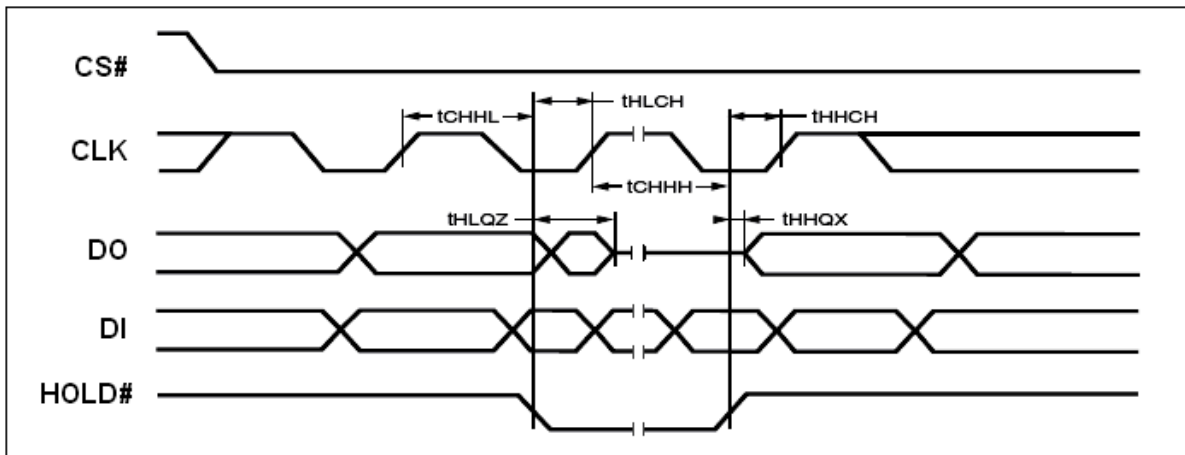 CS#
tHLCH
tCHHL
tHHCH
CLK
tCHHH
tHLQZ
tHHQX
DO
DI
HOLD#